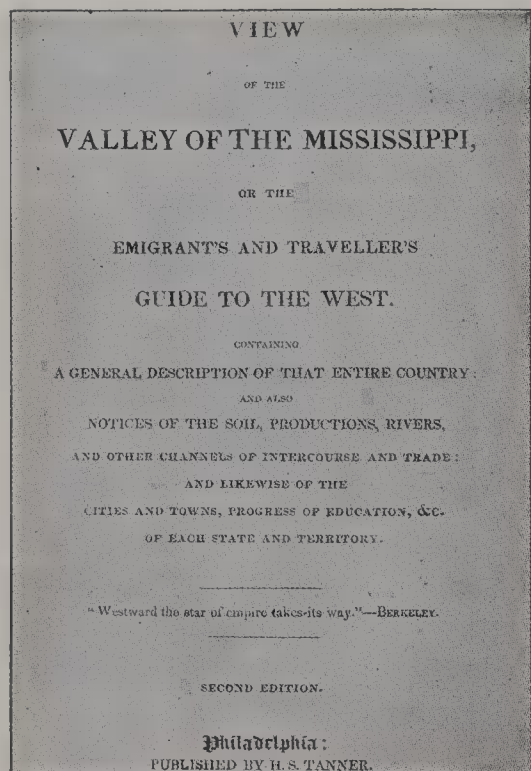 VIEW
OF THE
VALLEY OF THE MISSISSIPPI,
OR THE
EMIGRANT'S AND TRAVELLER'S
GUIDE TO THE WEST.
CONTAINING
A GENERAL DESCRIPTION OF THAT ENTIRE COUNTRY:
AND ALSO
NOTICES OF THE SOIL, PRODUCTIONS, RIVERS,
AND OTHER CHANNELS OF INTERCOURSE AND TRADE:
AND LIKEWISE OF THE
CITIES AND TOWNS, PROGRESS OF EDUCATION, &C.
OF EACH STATE AND TERRITORY.
"Westward the star of empire takes its way."—BERKELEY.
SECOND EDITION.
Philadelphia:
PUBLISHED BY H. S. TANNER.